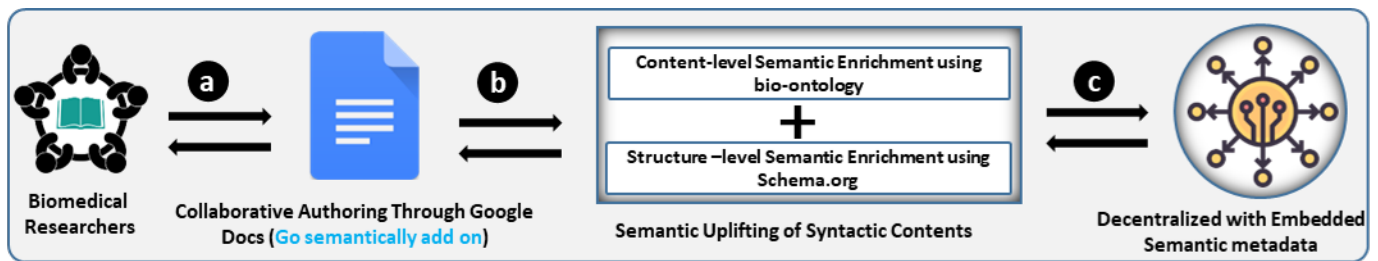 a
b
c
Content-level Semantic Enrichment using
bio-ontology
+
Structure –level Semantic Enrichment using
Schema.org
Biomedical
Researchers
Collaborative Authoring Through Google
Docs (Go semantically add on)
Semantic Uplifting of Syntactic Contents
Decentralized with Embedded
Semantic metadata